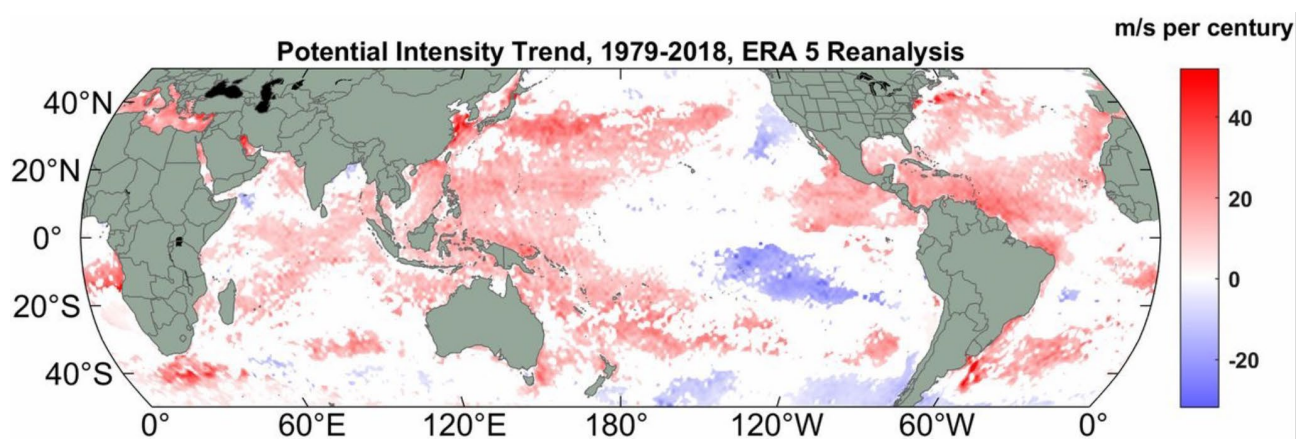 m/s per century
Potential Intensity Trend, 1979-2018, ERA 5 Reanalysis
40°N
20°N
0°
20°S
40°S
0°
60°E
120°E
180°
120°W
60°W
0°
40
20
0
-20